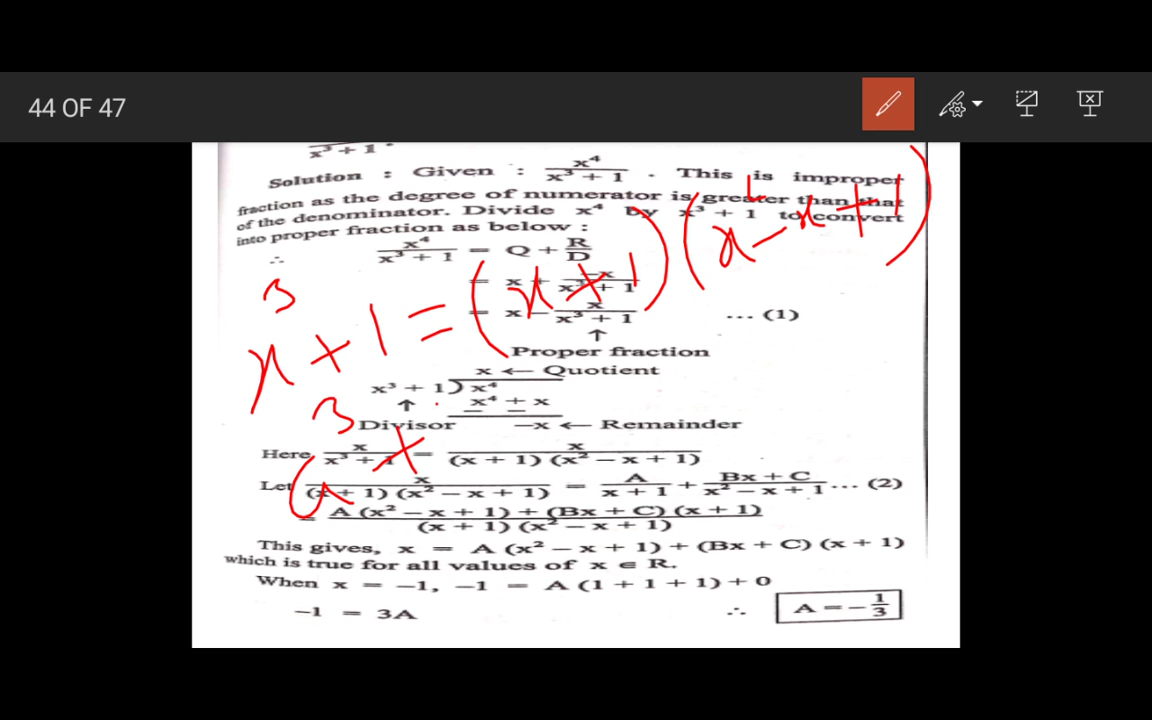 44 OF 47
x³ + 1 .
Solution : Given : x⁴/(x³ + 1) . This is improper
fraction as the degree of numerator is greater than that
of the denominator. Divide x⁴ by x³ + 1 to convert
into proper fraction as below :
∴ x⁴/(x³ + 1) = Q + R/D
= x + −x/(x³ + 1)
= x − x/(x³ + 1) ... (1)
↑
Proper fraction
x³ + 1 = (x + 1) (x² − x + 1)
x ← Quotient
x³ + 1 ) x⁴
↑ x⁴ + x
− −
Divisor −x ← Remainder
3
(x +
Here x/(x³ + 1) = x/((x + 1) (x² − x + 1))
Let x/((x + 1) (x² − x + 1)) = A/(x + 1) + (Bx + C)/(x² − x + 1) ... (2)
= (A (x² − x + 1) + (Bx + C) (x + 1))/((x + 1) (x² − x + 1))
This gives, x = A (x² − x + 1) + (Bx + C) (x + 1)
which is true for all values of x ∈ R.
When x = −1, −1 = A (1 + 1 + 1) + 0
−1 = 3A ∴ A = −1/3